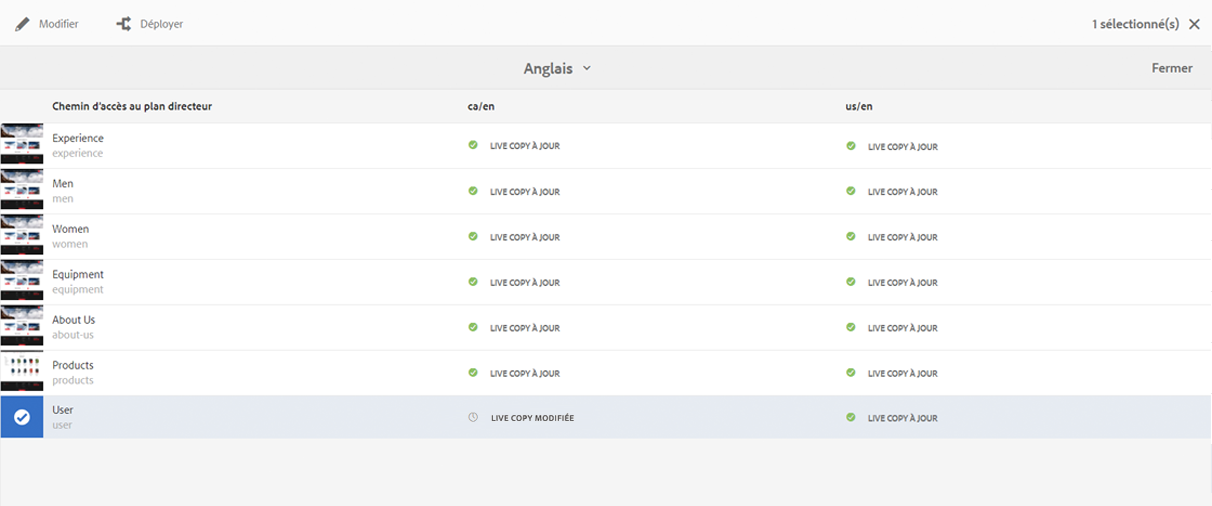 Modifier Déployer 1 sélectionné(s)
Anglais Fermer
Chemin d'accès au plan directeur ca/en us/en
Experience
experience
LIVE COPY À JOUR LIVE COPY À JOUR
Men
men
LIVE COPY À JOUR LIVE COPY À JOUR
Women
women
LIVE COPY À JOUR LIVE COPY À JOUR
Equipment
equipment
LIVE COPY À JOUR LIVE COPY À JOUR
About Us
about-us
LIVE COPY À JOUR LIVE COPY À JOUR
Products
products
LIVE COPY À JOUR LIVE COPY À JOUR
User
user
LIVE COPY MODIFIÉE LIVE COPY À JOUR